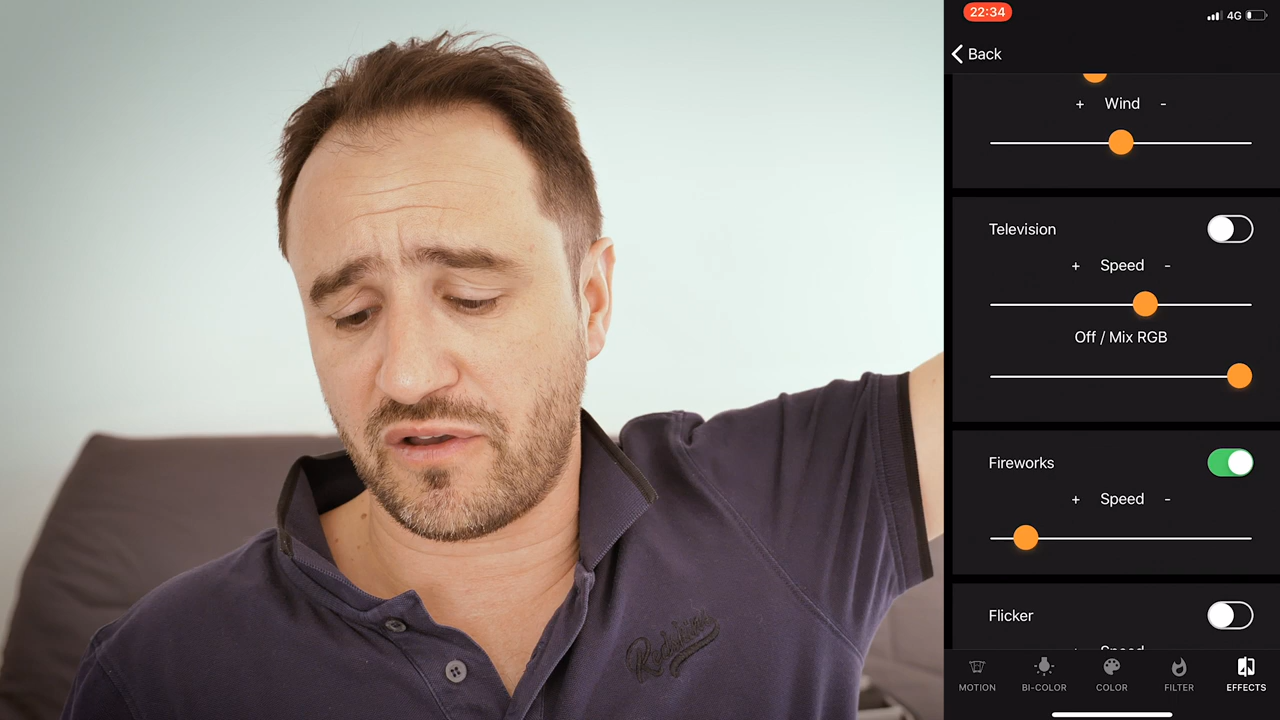 22:34
4G
Back
+ Wind -
Television
+ Speed -
Off / Mix RGB
Fireworks
+ Speed -
Flicker
MOTION
BI-COLOR
COLOR
FILTER
EFFECTS